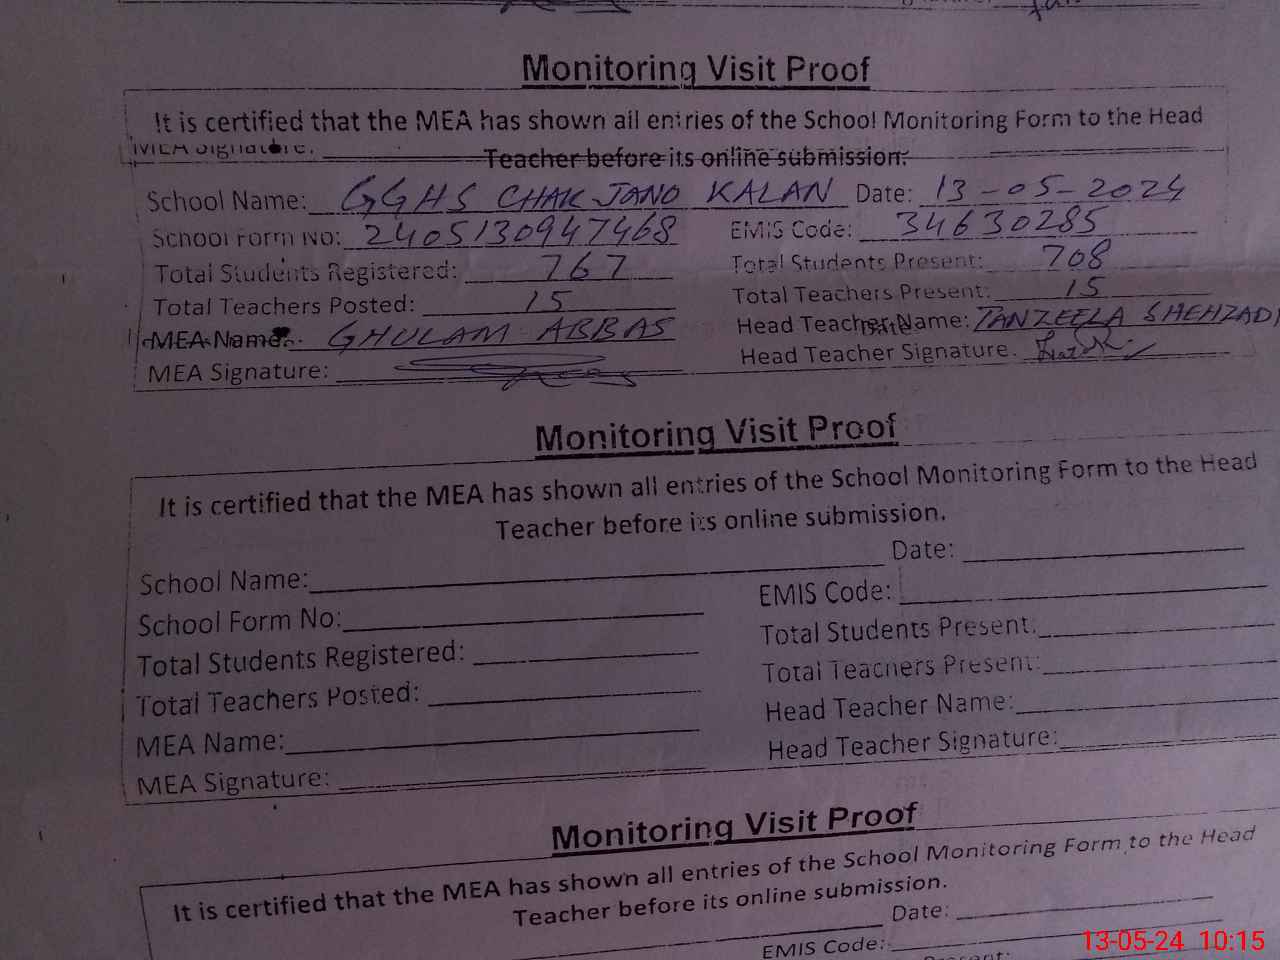 Monitoring Visit Proof
It is certified that the MEA has shown all entries of the School Monitoring Form to the Head
MEA Signature:
Teacher before its online submission.
School Name: GGHS CHAK JANO KALAN Date: 13-05-2024
School Form No: 2405130947468 EMIS Code: 34630285
Total Students Registered: 767 Total Students Present: 708
Total Teachers Posted: 15 Total Teachers Present: 15
MEA Name: GHULAM ABBAS Head Teacher Name: TANZEELA SHEHZADI
MEA Signature: Head Teacher Signature.
Monitoring Visit Proof
It is certified that the MEA has shown all entries of the School Monitoring Form to the Head
Teacher before its online submission.
School Name: Date:
School Form No: EMIS Code:
Total Students Registered: Total Students Present:
Total Teachers Posted: Total Teachers Present:
MEA Name: Head Teacher Name:
MEA Signature: Head Teacher Signature:
Monitoring Visit Proof
It is certified that the MEA has shown all entries of the School Monitoring Form to the Head
Teacher before its online submission.
Date:
EMIS Code:
Present:
13-05-24 10:15